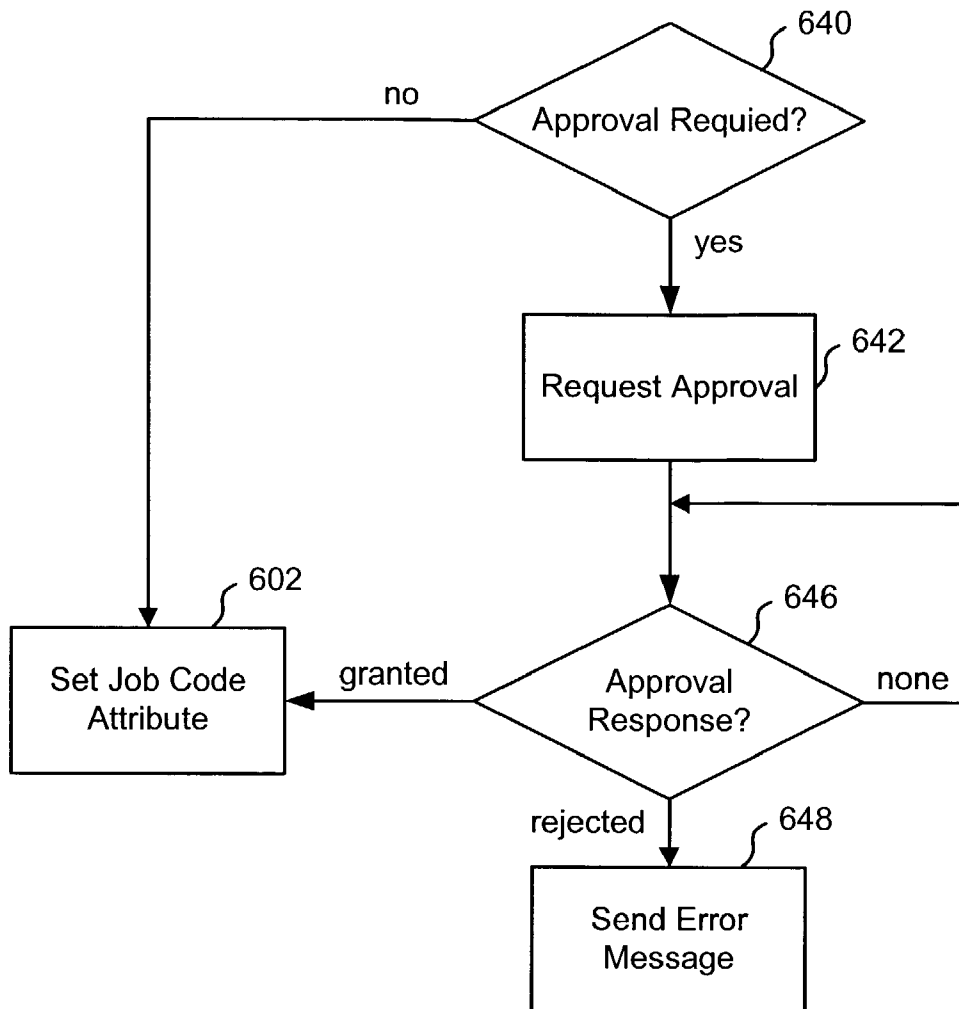 640
no
Approval Requied?
yes
642
Request Approval
602
646
Set Job Code
Attribute
granted
Approval
Response?
none
rejected
648
Send Error
Message